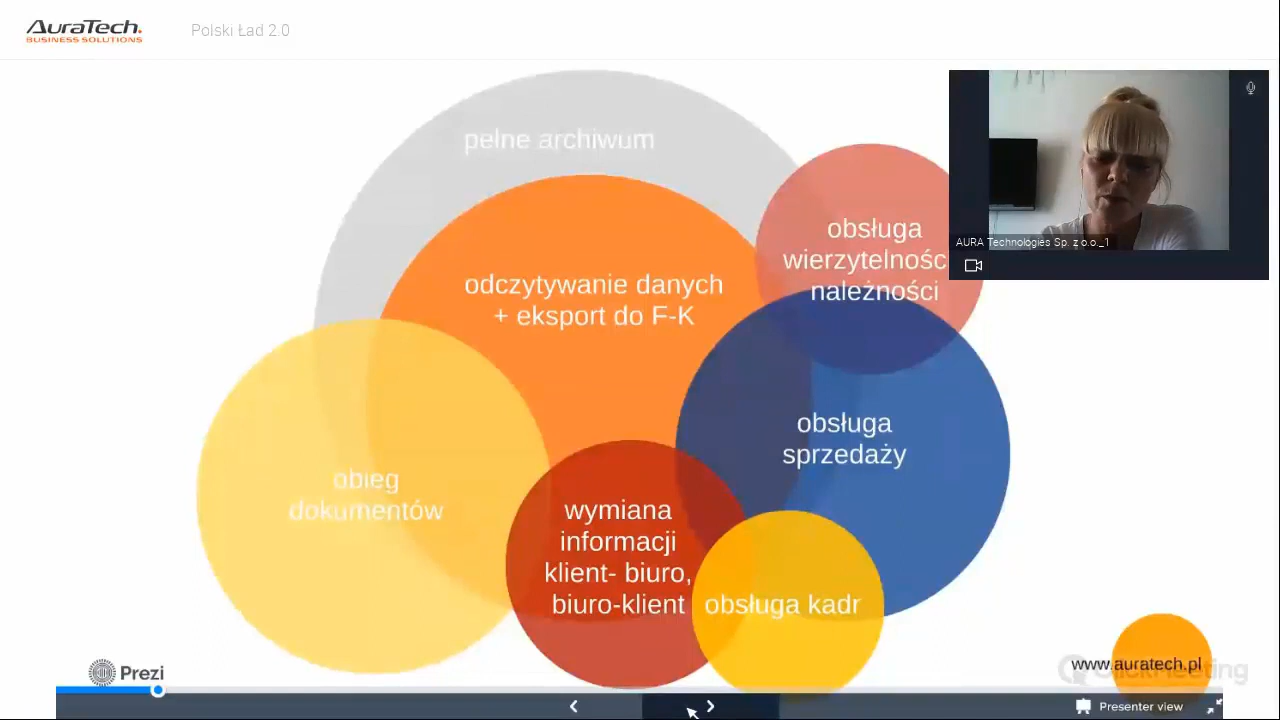 AURATECH.
BUSINESS SOLUTIONS
Polski Ład 2.0
pełne archiwum
odczytywanie danych
+ eksport do F-K
obsługa
wierzytelnośc
należności
AURA Technologies Sp. z o.o._1
obsługa
sprzedaży
obieg
dokumentów
wymiana
informacji
klient- biuro,
biuro-klient
obsługa kadr
www.auratech.pl
ClickMeeting
Prezi
Presenter view